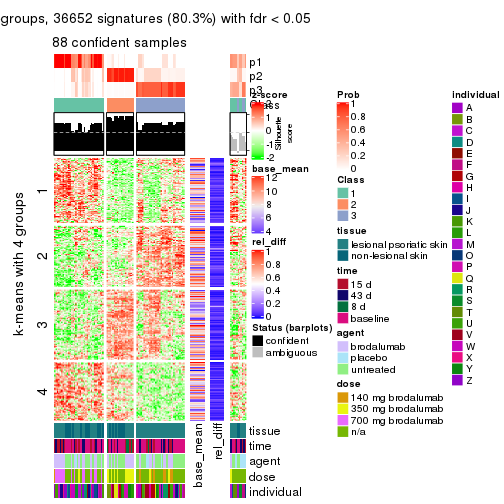 groups, 36652 signatures (80.3%) with fdr < 0.05
88 confident samples
p1
p2
p3
Class
z-score
2
1
0
-1
-2
Silhouette
score
1
0.5
0
base_mean
12
10
8
6
4
rel_diff
1
0.8
0.6
0.4
0.2
0
Status (barplots)
confident
ambiguous
k-means with 4 groups
1
2
3
4
tissue
time
agent
dose
individual
base_mean
rel_diff
Prob
1
0.8
0.6
0.4
0.2
0
Class
1
2
3
tissue
lesional psoriatic skin
non-lesional skin
time
15 d
43 d
8 d
baseline
agent
brodalumab
placebo
untreated
dose
140 mg brodalumab
350 mg brodalumab
700 mg brodalumab
n/a
individual
A
B
C
D
E
F
G
H
I
J
K
L
M
O
P
Q
R
S
T
U
V
W
X
Y
Z